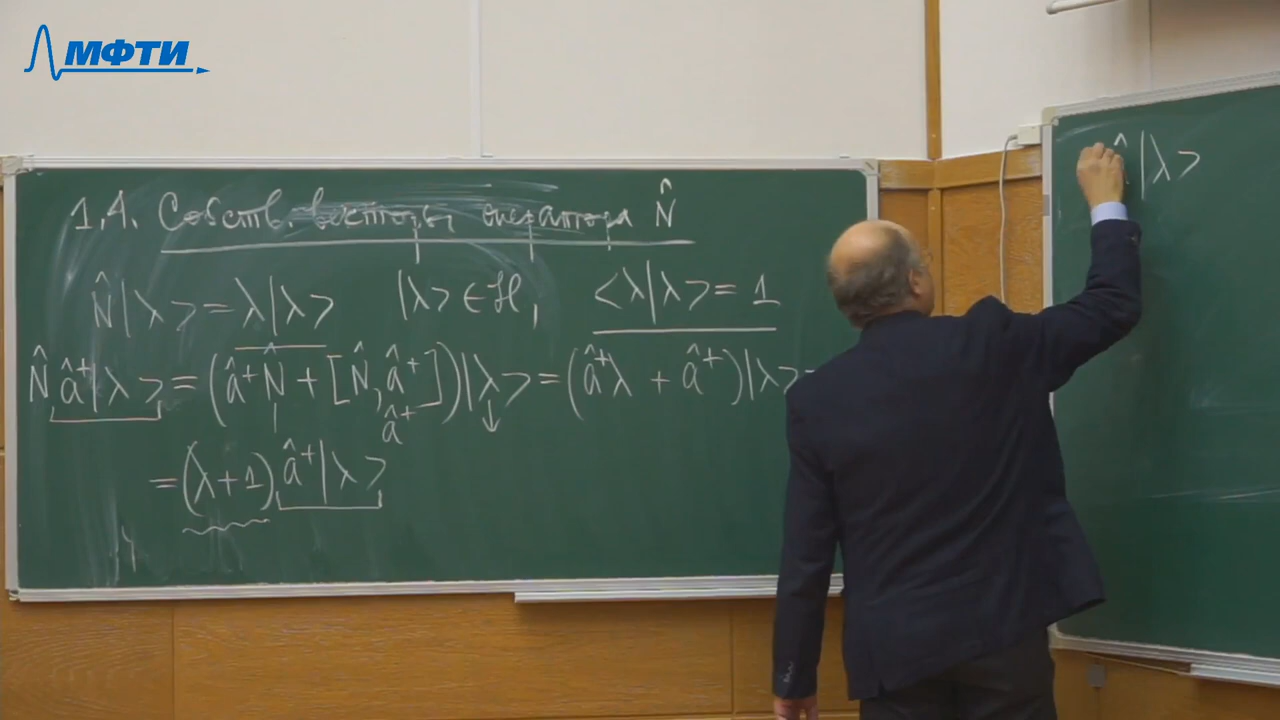 МФТИ
1.4. Собств. векторы оператора N̂
N̂|λ> = λ|λ> |λ> ∈ ℋ, <λ|λ> = 1
N̂ â⁺|λ> = (â⁺N̂ + [N̂, â⁺])|λ> = (â⁺λ + â⁺)|λ> =
â⁺
= (λ+1) â⁺|λ>
|λ>